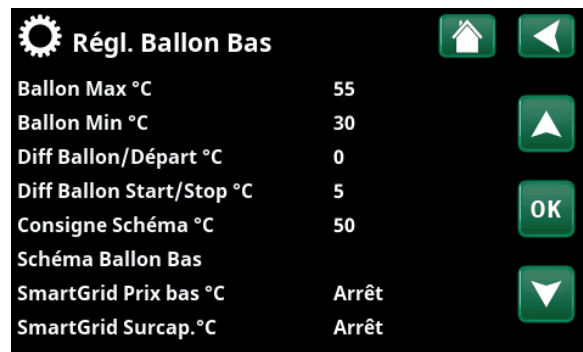 Régl. Ballon Bas
Ballon Max °C 55
Ballon Min °C 30
Diff Ballon/Départ °C 0
Diff Ballon Start/Stop °C 5
Consigne Schéma °C 50
OK
Schéma Ballon Bas
SmartGrid Prix bas °C Arrêt
SmartGrid Surcap.°C Arrêt